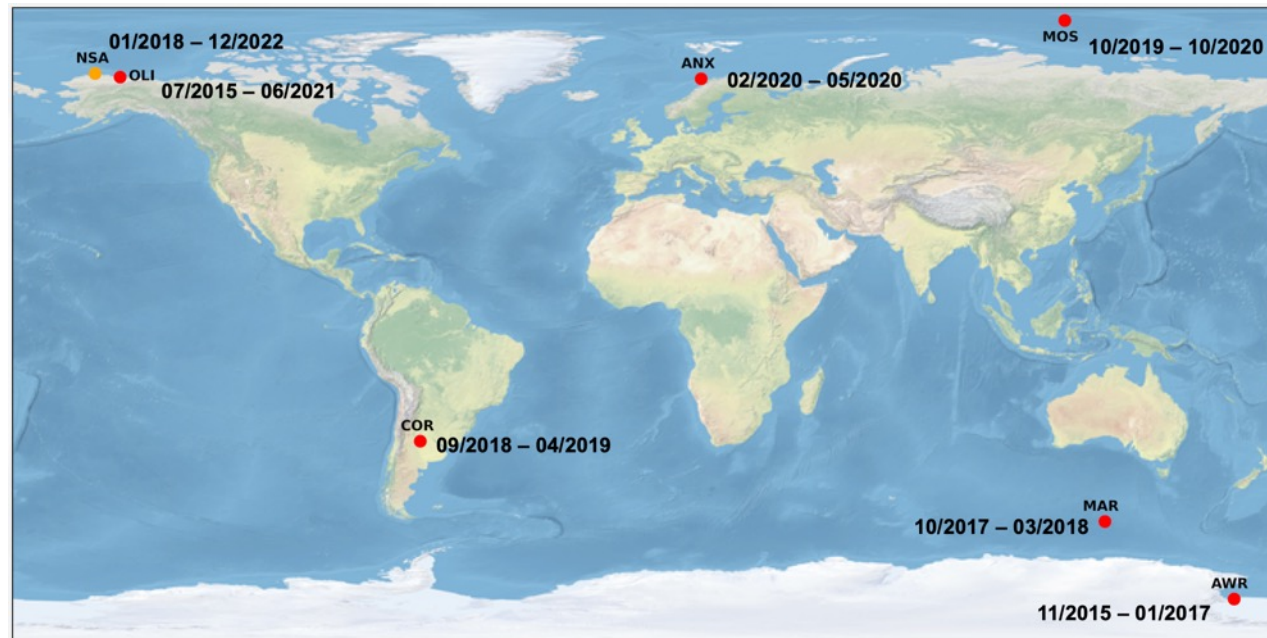 01/2018 – 12/2022
NSA
OLI
07/2015 – 06/2021
ANX
02/2020 – 05/2020
MOS
10/2019 – 10/2020
COR
09/2018 – 04/2019
MAR
10/2017 – 03/2018
AWR
11/2015 – 01/2017